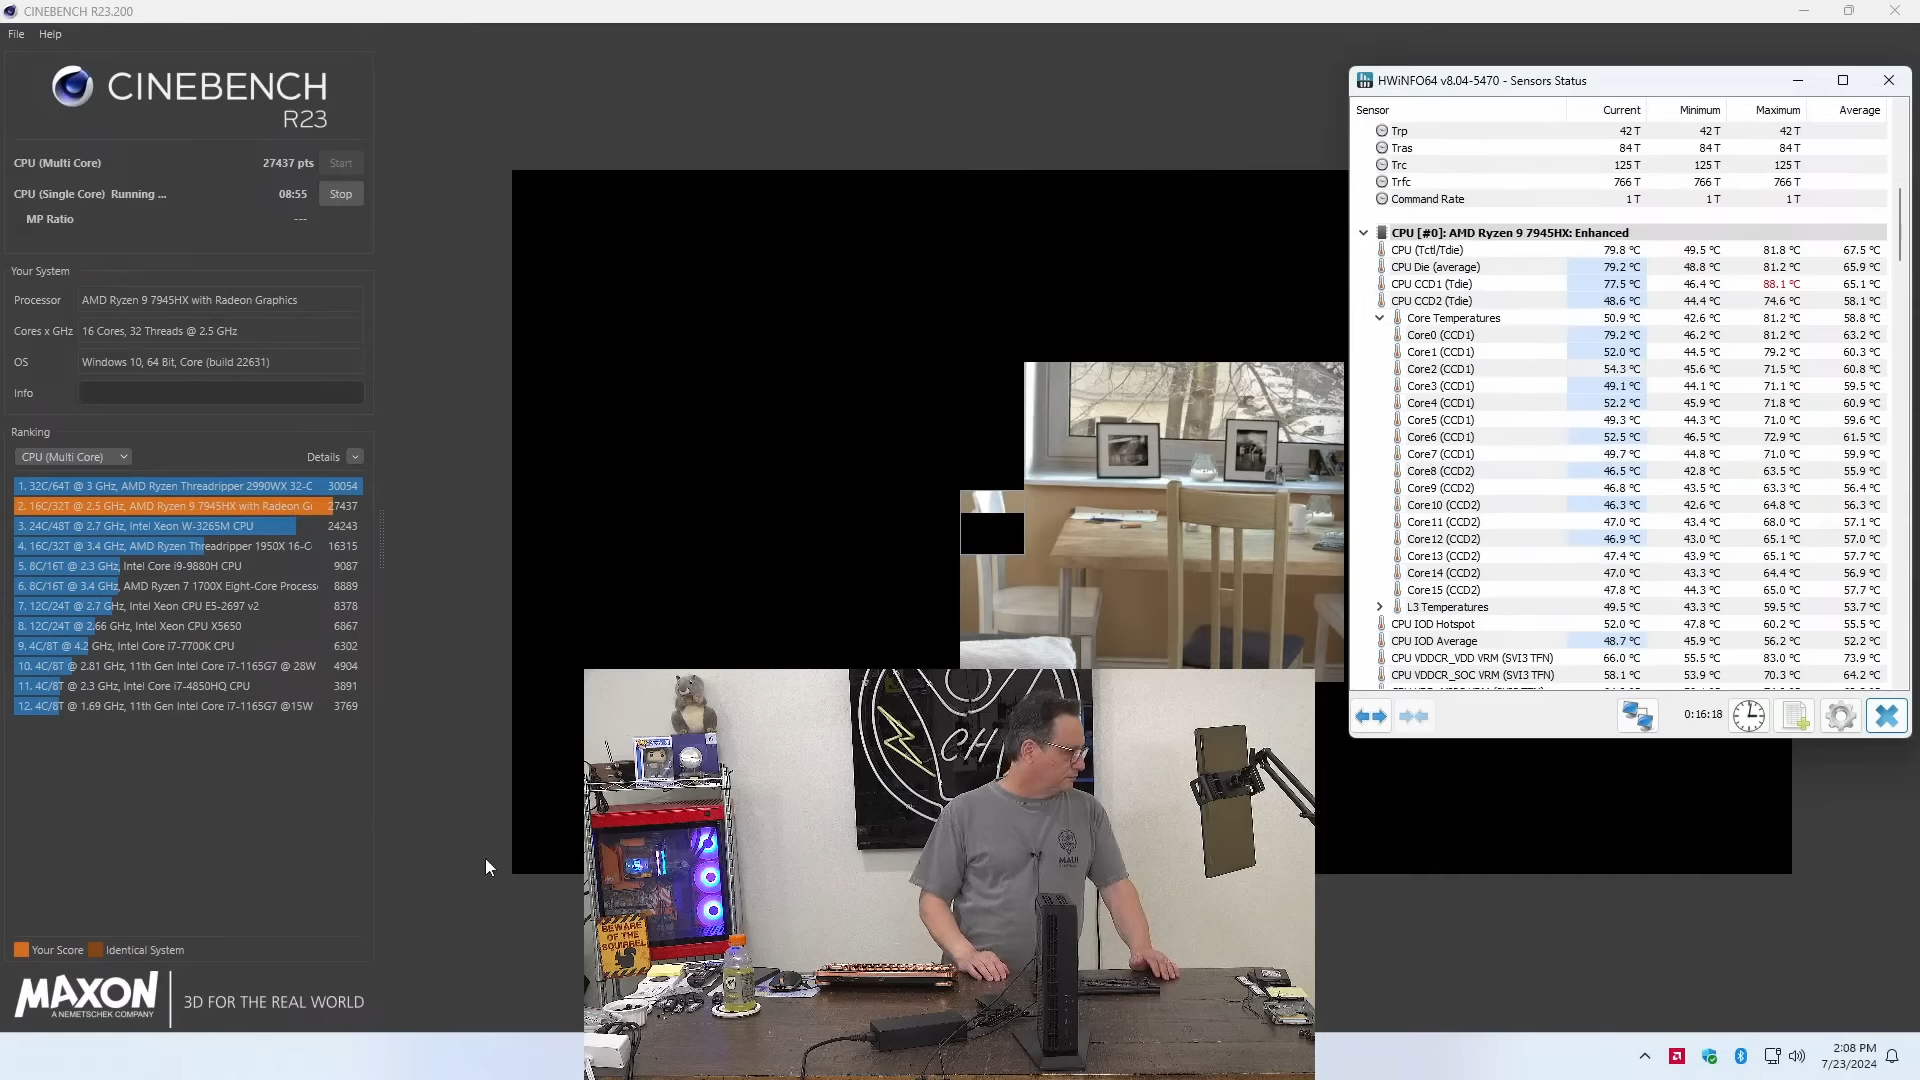 CINEBENCH R23.200
File Help
CINEBENCH
R23
CPU (Multi Core) 27437 pts Start
CPU (Single Core) Running ... 08:55 Stop
MP Ratio ---
Your System
Processor AMD Ryzen 9 7945HX with Radeon Graphics
Cores x GHz 16 Cores, 32 Threads @ 2.5 GHz
OS Windows 10, 64 Bit, Core (build 22631)
Info
Ranking
CPU (Multi Core) Details
1. 32C/64T @ 3 GHz, AMD Ryzen Threadripper 2990WX 32-C 30054
2. 16C/32T @ 2.5 GHz, AMD Ryzen 9 7945HX with Radeon G 27437
3. 24C/48T @ 2.7 GHz, Intel Xeon W-3265M CPU 24243
4. 16C/32T @ 3.4 GHz, AMD Ryzen Threadripper 1950X 16-C 16315
5. 8C/16T @ 2.3 GHz, Intel Core i9-9880H CPU 9087
6. 8C/16T @ 3.4 GHz, AMD Ryzen 7 1700X Eight-Core Process 8889
7. 12C/24T @ 2.7 GHz, Intel Xeon CPU E5-2697 v2 8378
8. 12C/24T @ 2.66 GHz, Intel Xeon CPU X5650 6867
9. 4C/8T @ 4.2 GHz, Intel Core i7-7700K CPU 6302
10. 4C/8T @ 2.81 GHz, 11th Gen Intel Core i7-1165G7 @ 28W 4904
11. 4C/8T @ 2.3 GHz, Intel Core i7-4850HQ CPU 3891
12. 4C/8T @ 1.69 GHz, 11th Gen Intel Core i7-1165G7 @15W 3769
Your Score Identical System
MAXON
A NEMETSCHEK COMPANY
3D FOR THE REAL WORLD
HWiNFO64 v8.04-5470 - Sensors Status
Sensor Current Minimum Maximum Average
Trp 42 T 42 T 42 T
Tras 84 T 84 T 84 T
Trc 125 T 125 T 125 T
Trfc 766 T 766 T 766 T
Command Rate 1 T 1 T 1 T
CPU [#0]: AMD Ryzen 9 7945HX: Enhanced
CPU (Tctl/Tdie) 79.8 °C 49.5 °C 81.8 °C 67.5 °C
CPU Die (average) 79.2 °C 48.8 °C 81.2 °C 65.9 °C
CPU CCD1 (Tdie) 77.5 °C 46.4 °C 88.1 °C 65.1 °C
CPU CCD2 (Tdie) 48.6 °C 44.4 °C 74.6 °C 58.1 °C
Core Temperatures 50.9 °C 42.6 °C 81.2 °C 58.8 °C
Core0 (CCD1) 79.2 °C 46.2 °C 81.2 °C 63.2 °C
Core1 (CCD1) 52.0 °C 44.5 °C 79.2 °C 60.3 °C
Core2 (CCD1) 54.3 °C 45.6 °C 71.5 °C 60.8 °C
Core3 (CCD1) 49.1 °C 44.1 °C 71.1 °C 59.5 °C
Core4 (CCD1) 52.2 °C 45.9 °C 71.8 °C 60.9 °C
Core5 (CCD1) 49.3 °C 44.3 °C 71.0 °C 59.6 °C
Core6 (CCD1) 52.5 °C 46.5 °C 72.9 °C 61.5 °C
Core7 (CCD1) 49.7 °C 44.8 °C 71.0 °C 59.9 °C
Core8 (CCD2) 46.5 °C 42.8 °C 63.5 °C 55.9 °C
Core9 (CCD2) 46.8 °C 43.5 °C 63.3 °C 56.4 °C
Core10 (CCD2) 46.3 °C 42.6 °C 64.8 °C 56.3 °C
Core11 (CCD2) 47.0 °C 43.4 °C 68.0 °C 57.1 °C
Core12 (CCD2) 46.9 °C 43.0 °C 65.1 °C 57.0 °C
Core13 (CCD2) 47.4 °C 43.9 °C 65.1 °C 57.7 °C
Core14 (CCD2) 47.0 °C 43.3 °C 64.4 °C 56.9 °C
Core15 (CCD2) 47.8 °C 44.3 °C 65.0 °C 57.7 °C
L3 Temperatures 49.5 °C 43.3 °C 59.5 °C 53.7 °C
CPU IOD Hotspot 52.0 °C 47.8 °C 60.2 °C 55.5 °C
CPU IOD Average 48.7 °C 45.9 °C 56.2 °C 52.2 °C
CPU VDDCR_VDD VRM (SVI3 TFN) 66.0 °C 55.5 °C 83.0 °C 73.9 °C
CPU VDDCR_SOC VRM (SVI3 TFN) 58.1 °C 53.9 °C 70.3 °C 64.2 °C
0:16:18
CH
MAUI
BEWARE
OF THE
SQUIRREL
2:08 PM
7/23/2024